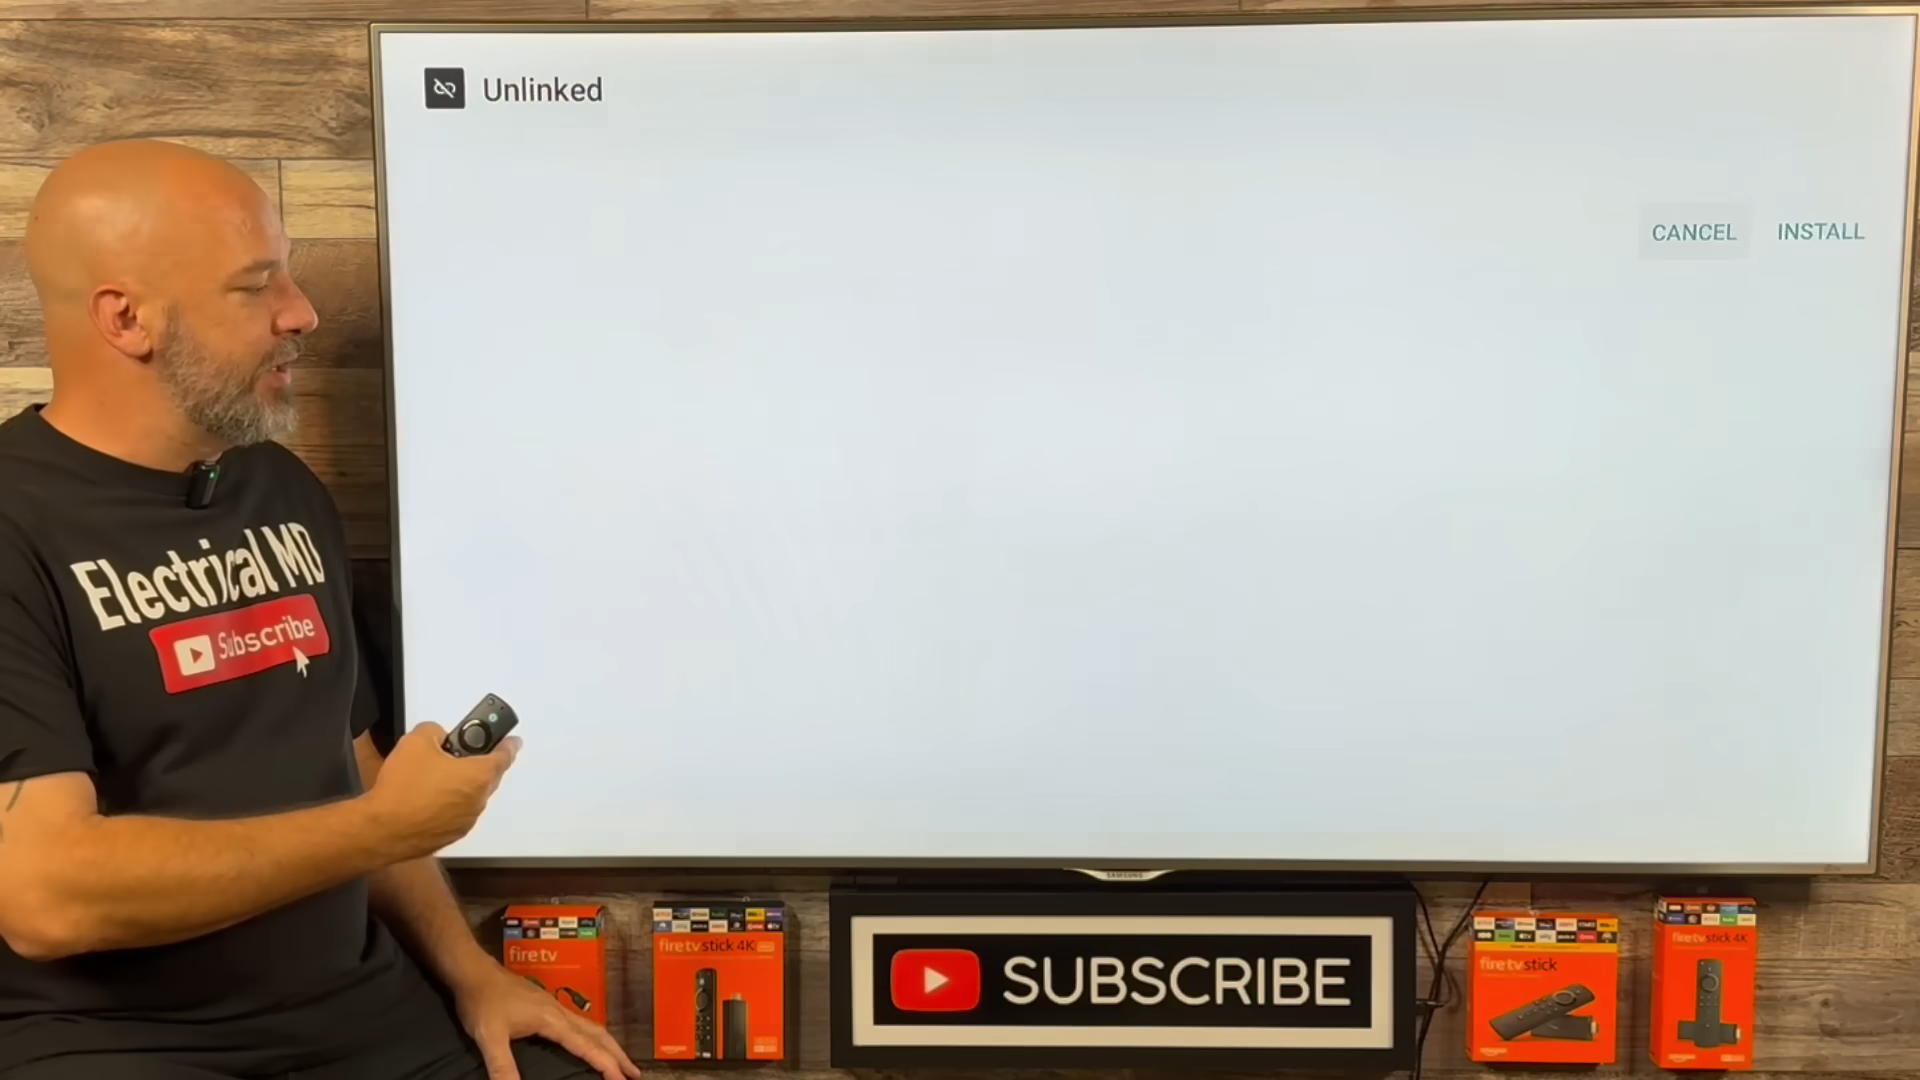 Unlinked
CANCEL INSTALL
Electrical MD
Subscribe
SAMSUNG
fire tv
fire tv stick 4K
SUBSCRIBE
fire tv stick
fire tv stick 4K